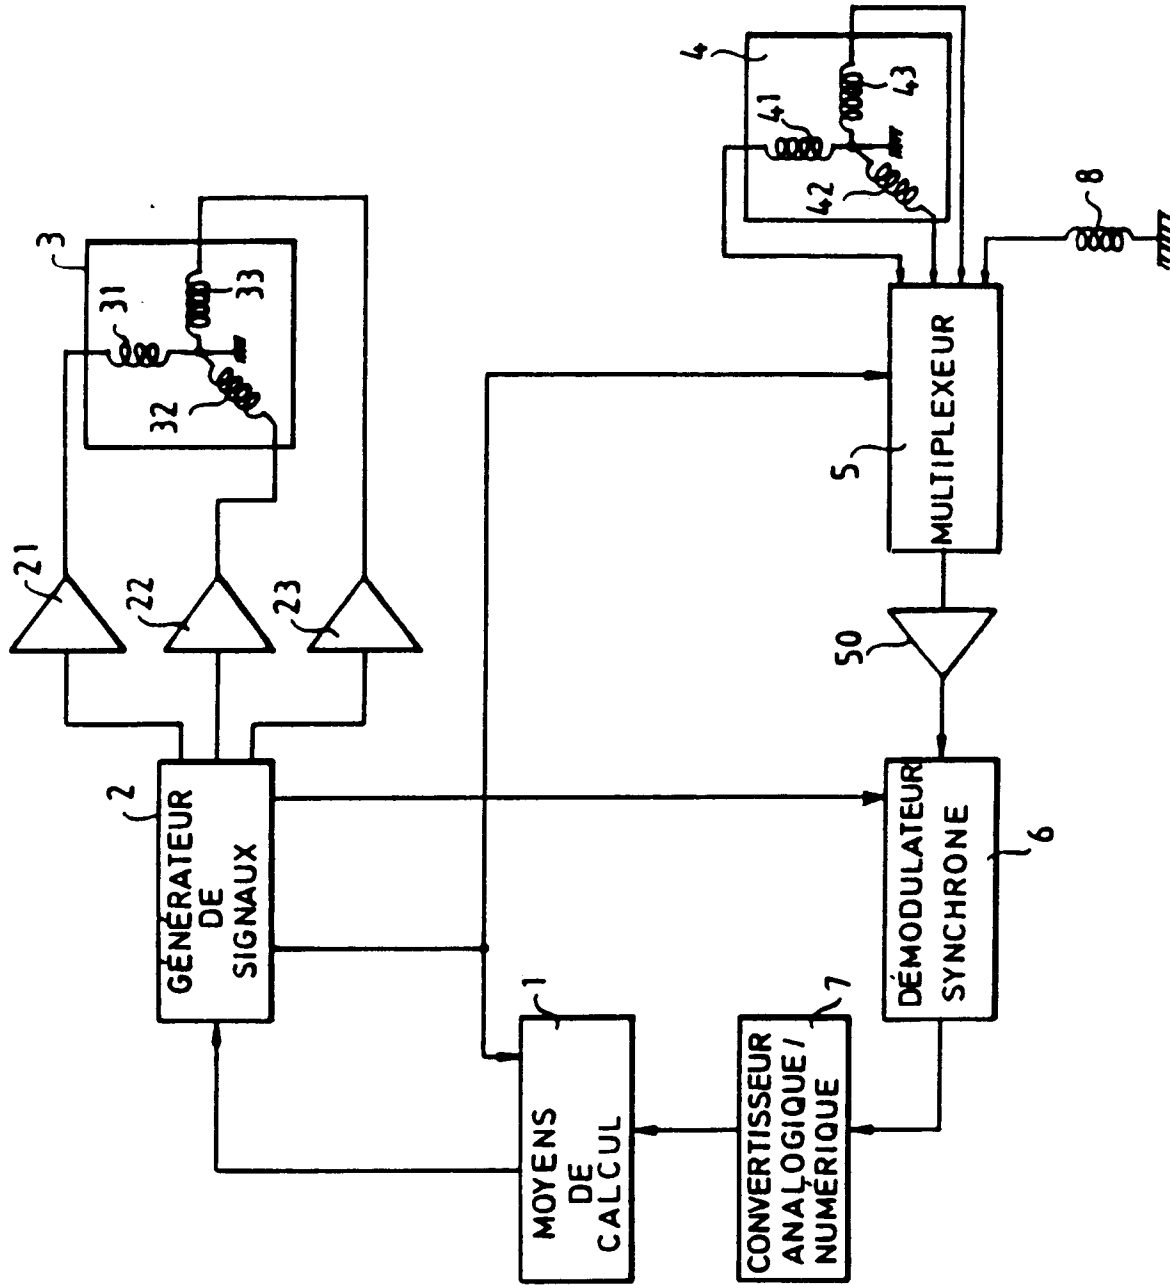 GÉNÉRATEUR
DE
SIGNAUX
2
21
22
23
3
31
32
33
MOYENS
DE
CALCUL
1
CONVERTISSEUR
ANALOGIQUE/
NUMÉRIQUE
7
DÉMODULATEUR
SYNCHRONE
6
50
MULTIPLEXEUR
5
4
41
42
43
8